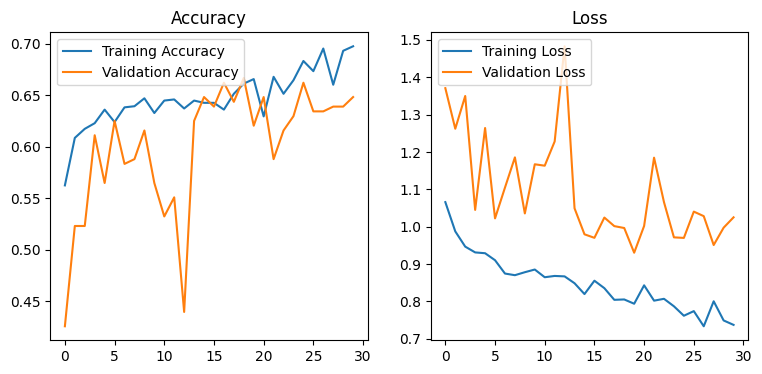 Accuracy
Training Accuracy
Validation Accuracy
0.70
0.65
0.60
0.55
0.50
0.45
0 5 10 15 20 25 30
Loss
Training Loss
Validation Loss
1.5
1.4
1.3
1.2
1.1
1.0
0.9
0.8
0.7
0 5 10 15 20 25 30